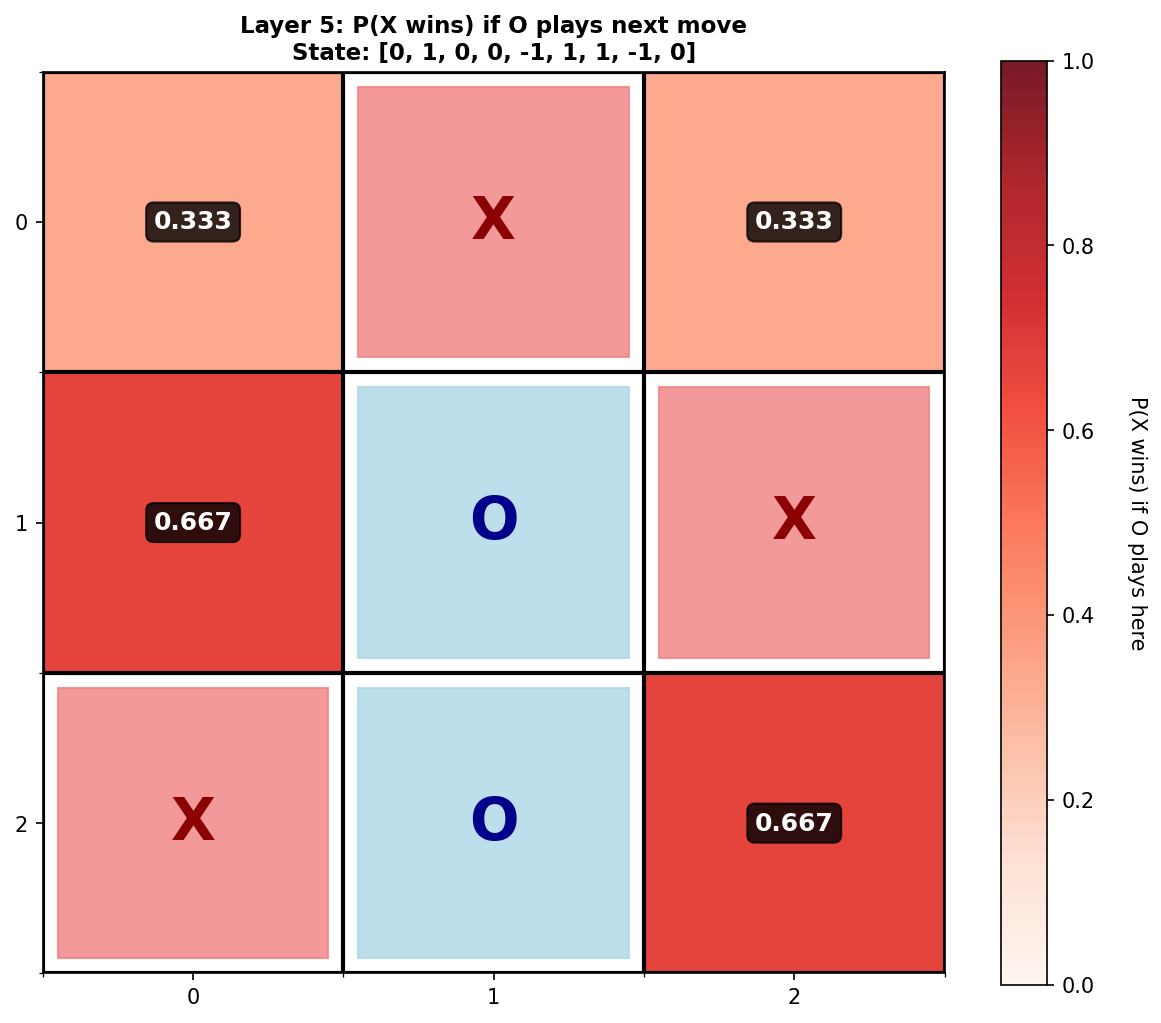 Layer 5: P(X wins) if O plays next move
State: [0, 1, 0, 0, -1, 1, 1, -1, 0]
0
0.333
X
0.333
1
0.667
O
X
2
X
O
0.667
0
1
2
1.0
0.8
0.6
0.4
0.2
0.0
P(X wins) if O plays here